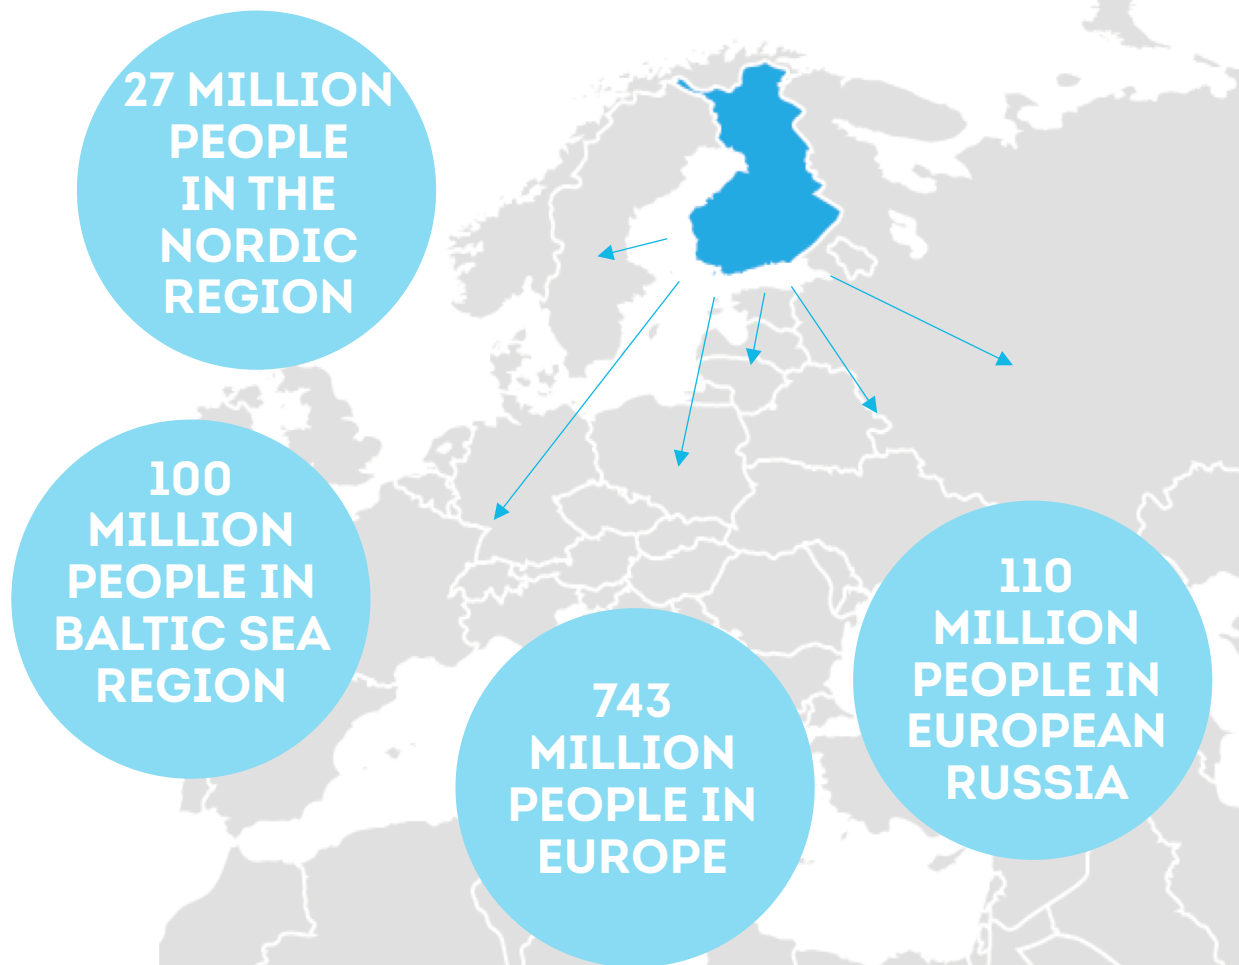 27 MILLION
PEOPLE
IN THE
NORDIC
REGION
100
MILLION
PEOPLE IN
BALTIC SEA
REGION
743
MILLION
PEOPLE IN
EUROPE
110
MILLION
PEOPLE IN
EUROPEAN
RUSSIA